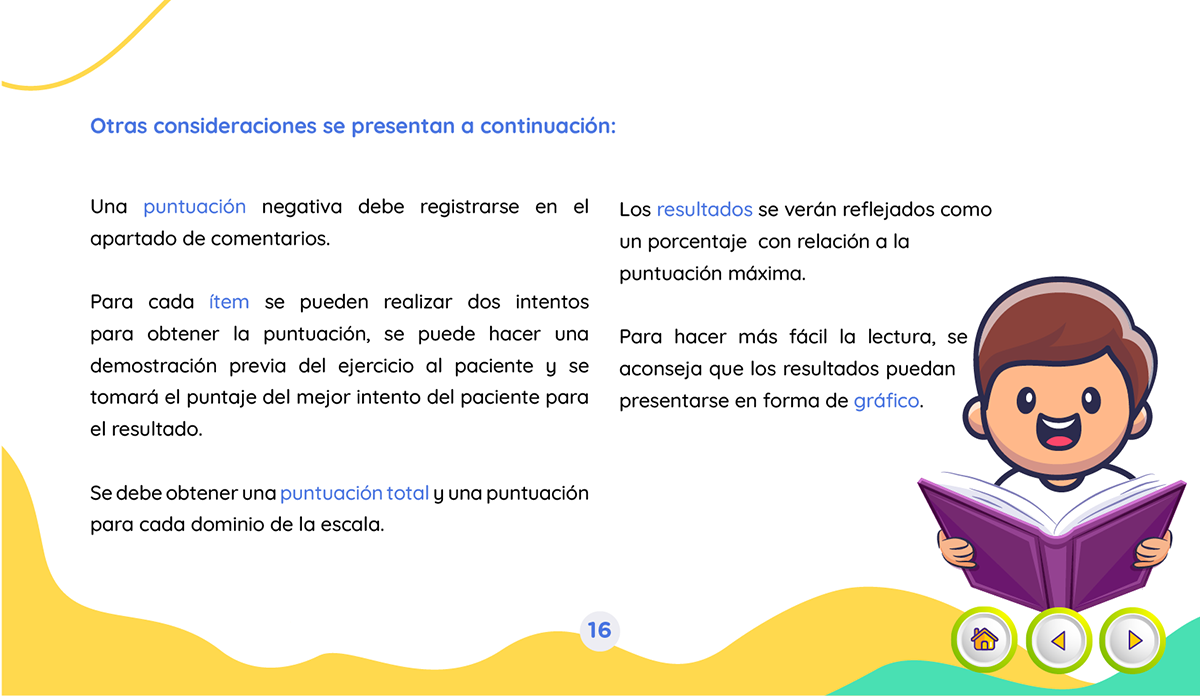 Otras consideraciones se presentan a continuación:
Una puntuación negativa debe registrarse en el
apartado de comentarios.
Para cada ítem se pueden realizar dos intentos
para obtener la puntuación, se puede hacer una
demostración previa del ejercicio al paciente y se
tomará el puntaje del mejor intento del paciente para
el resultado.
Se debe obtener una puntuación total y una puntuación
para cada dominio de la escala.
Los resultados se verán reflejados como
un porcentaje con relación a la
puntuación máxima.
Para hacer más fácil la lectura, se
aconseja que los resultados puedan
presentarse en forma de gráfico.
16